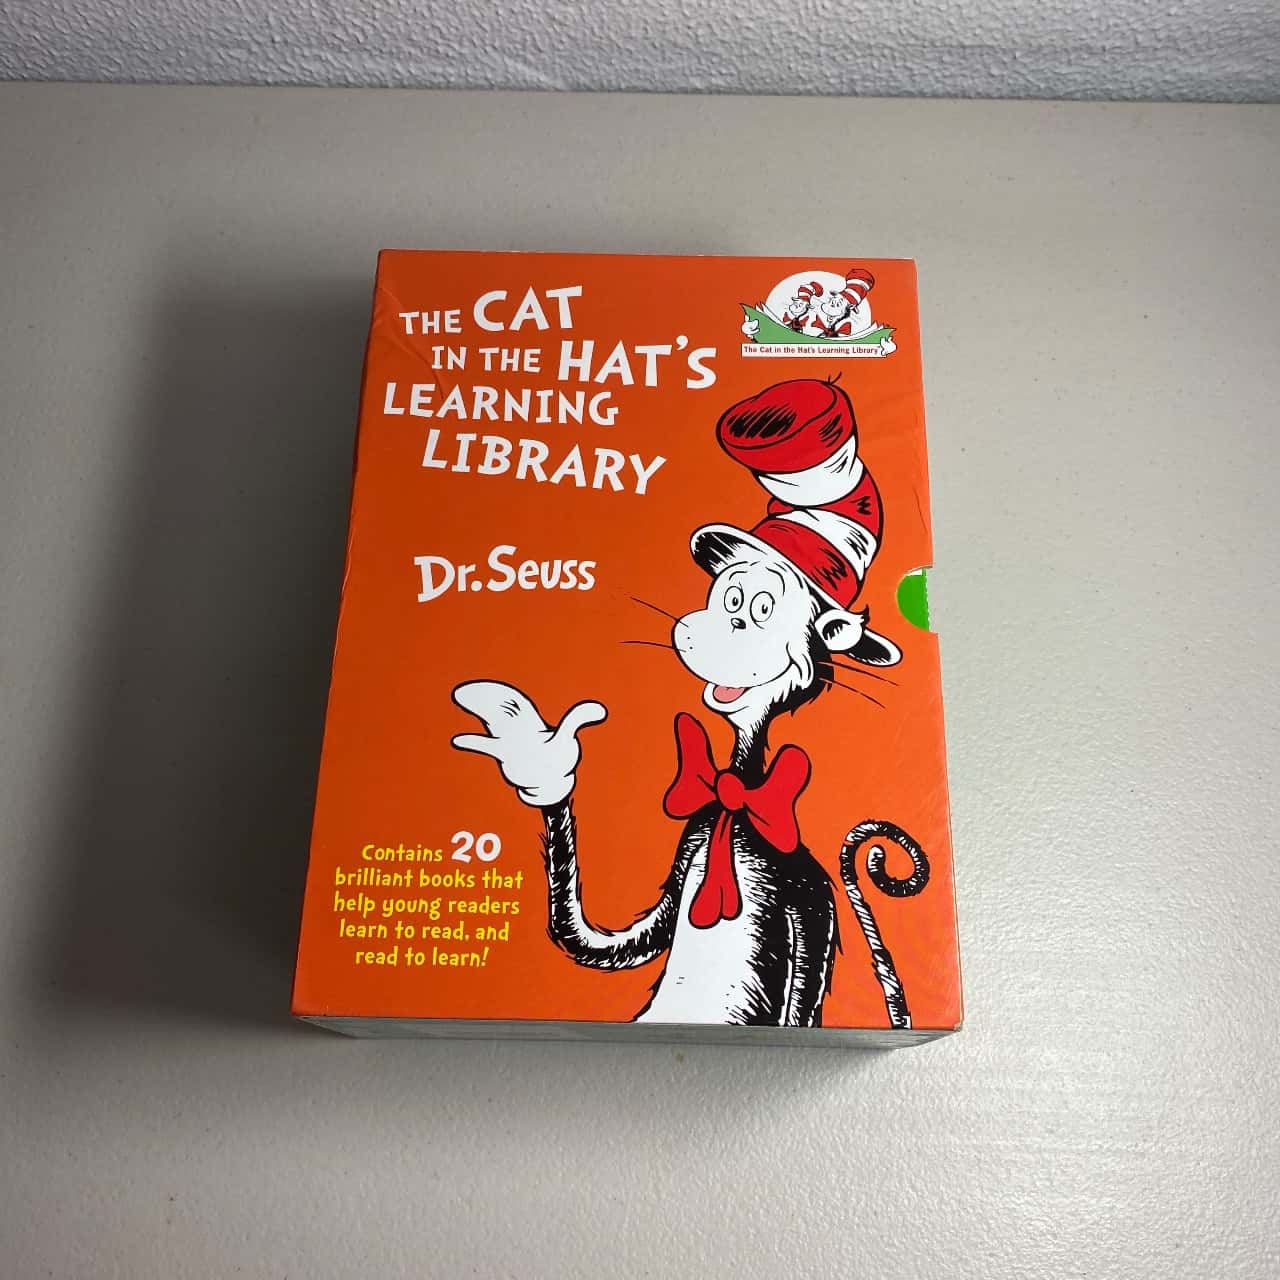 THE CAT
IN THE HAT'S
LEARNING
LIBRARY
The Cat in the Hat's Learning Library
Dr. Seuss
Contains 20
brilliant books that
help young readers
learn to read, and
read to learn!